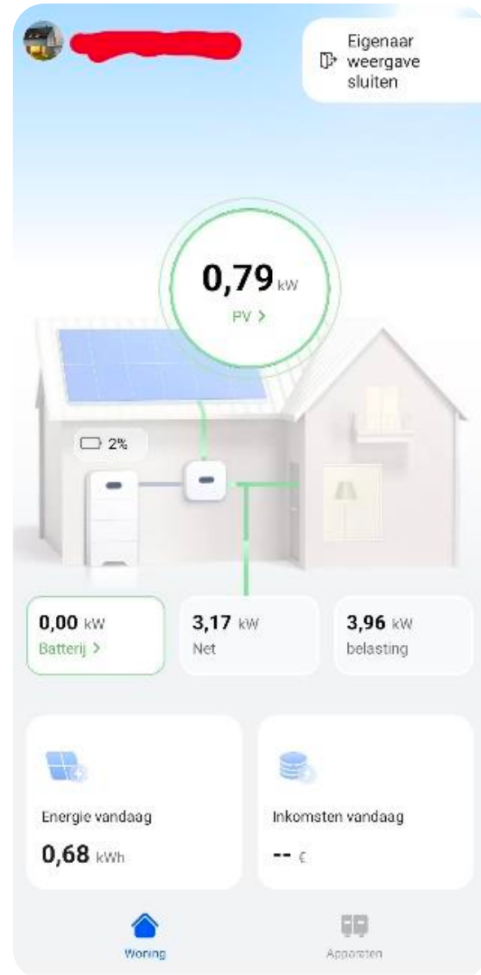 Eigenaar
weergave
sluiten
0,79 kW
PV >
2%
0,00 kW
Batterij >
3,17 kW
Net
3,96 kW
belasting
Energie vandaag
0,68 kWh
Inkomsten vandaag
-- €
Woning
Apparaten